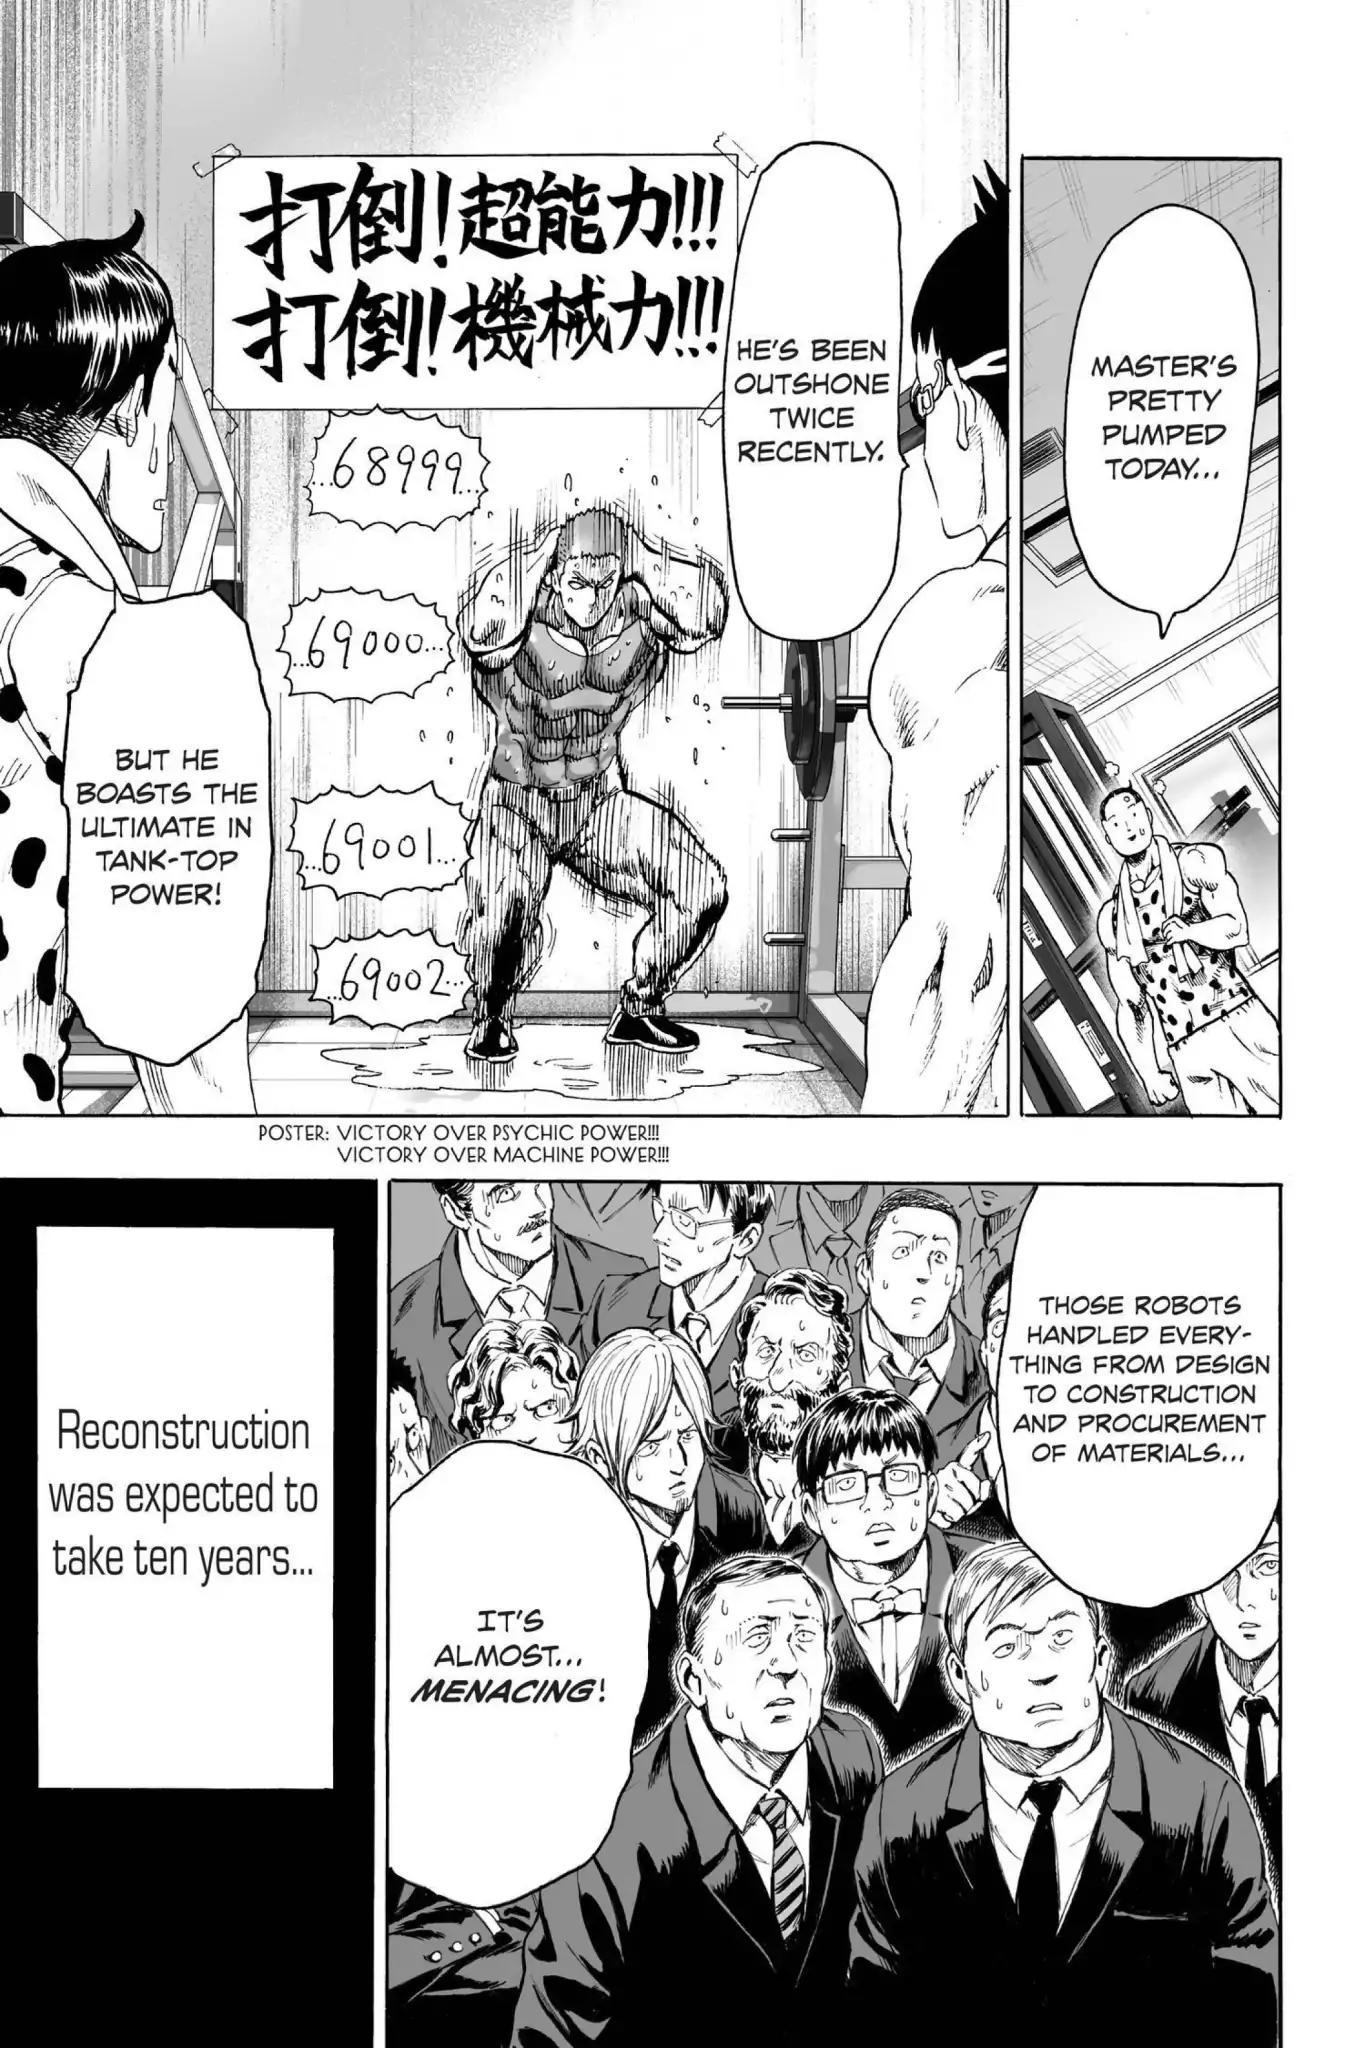 MASTER'S
PRETTY
PUMPED
TODAY...
打倒!超能力!!!
打倒!機械力!!!
HE'S BEEN
OUTSHONE
TWICE
RECENTLY.
...68999...
...69000...
...69001...
...69002...
BUT HE
BOASTS THE
ULTIMATE IN
TANK-TOP
POWER!
POSTER: VICTORY OVER PSYCHIC POWER!!!
VICTORY OVER MACHINE POWER!!!
THOSE ROBOTS
HANDLED EVERY-
THING FROM DESIGN
TO CONSTRUCTION
AND PROCUREMENT
OF MATERIALS...
IT'S
ALMOST...
MENACING!
Reconstruction
was expected to
take ten years...